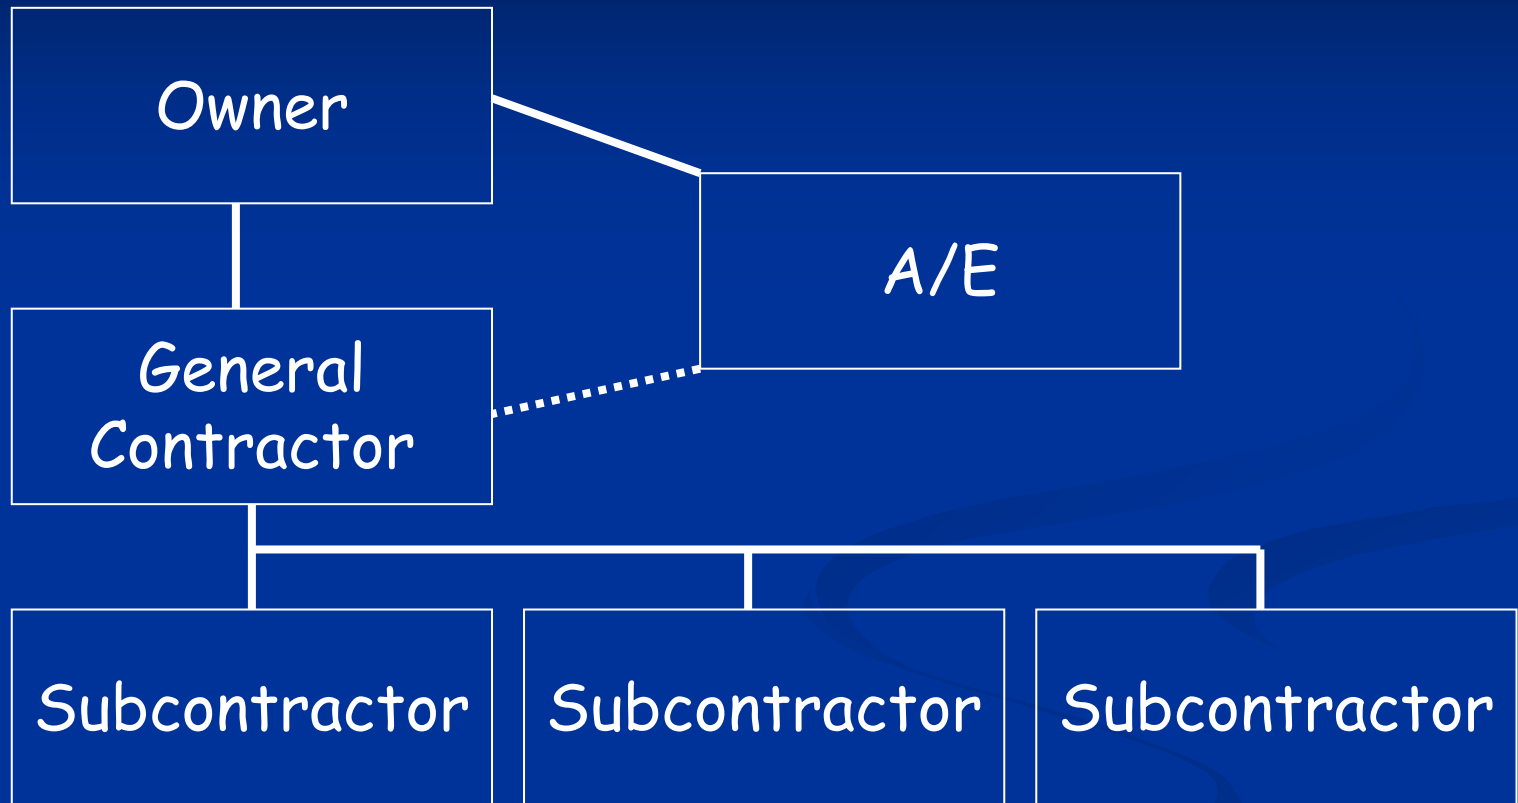 Owner
A/E
General
Contractor
Subcontractor
Subcontractor
Subcontractor